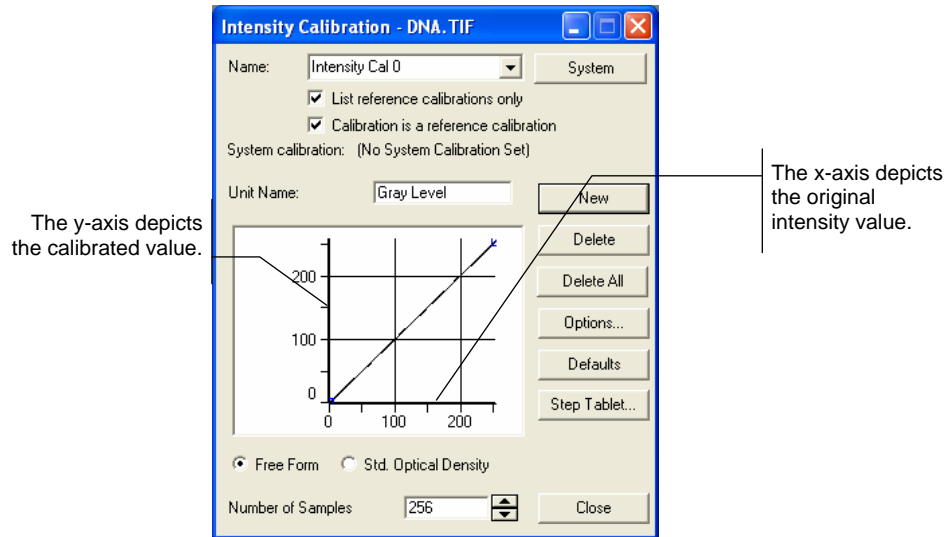 Intensity Calibration - DNA.TIF
Name: Intensity Cal 0 System
List reference calibrations only
Calibration is a reference calibration
System calibration: (No System Calibration Set)
Unit Name: Gray Level New
The x-axis depicts
the original
intensity value.
The y-axis depicts
the calibrated value.
Delete
200
Delete All
Options...
100
Defaults
0
Step Tablet...
0 100 200
Free Form Std. Optical Density
Number of Samples 256 Close